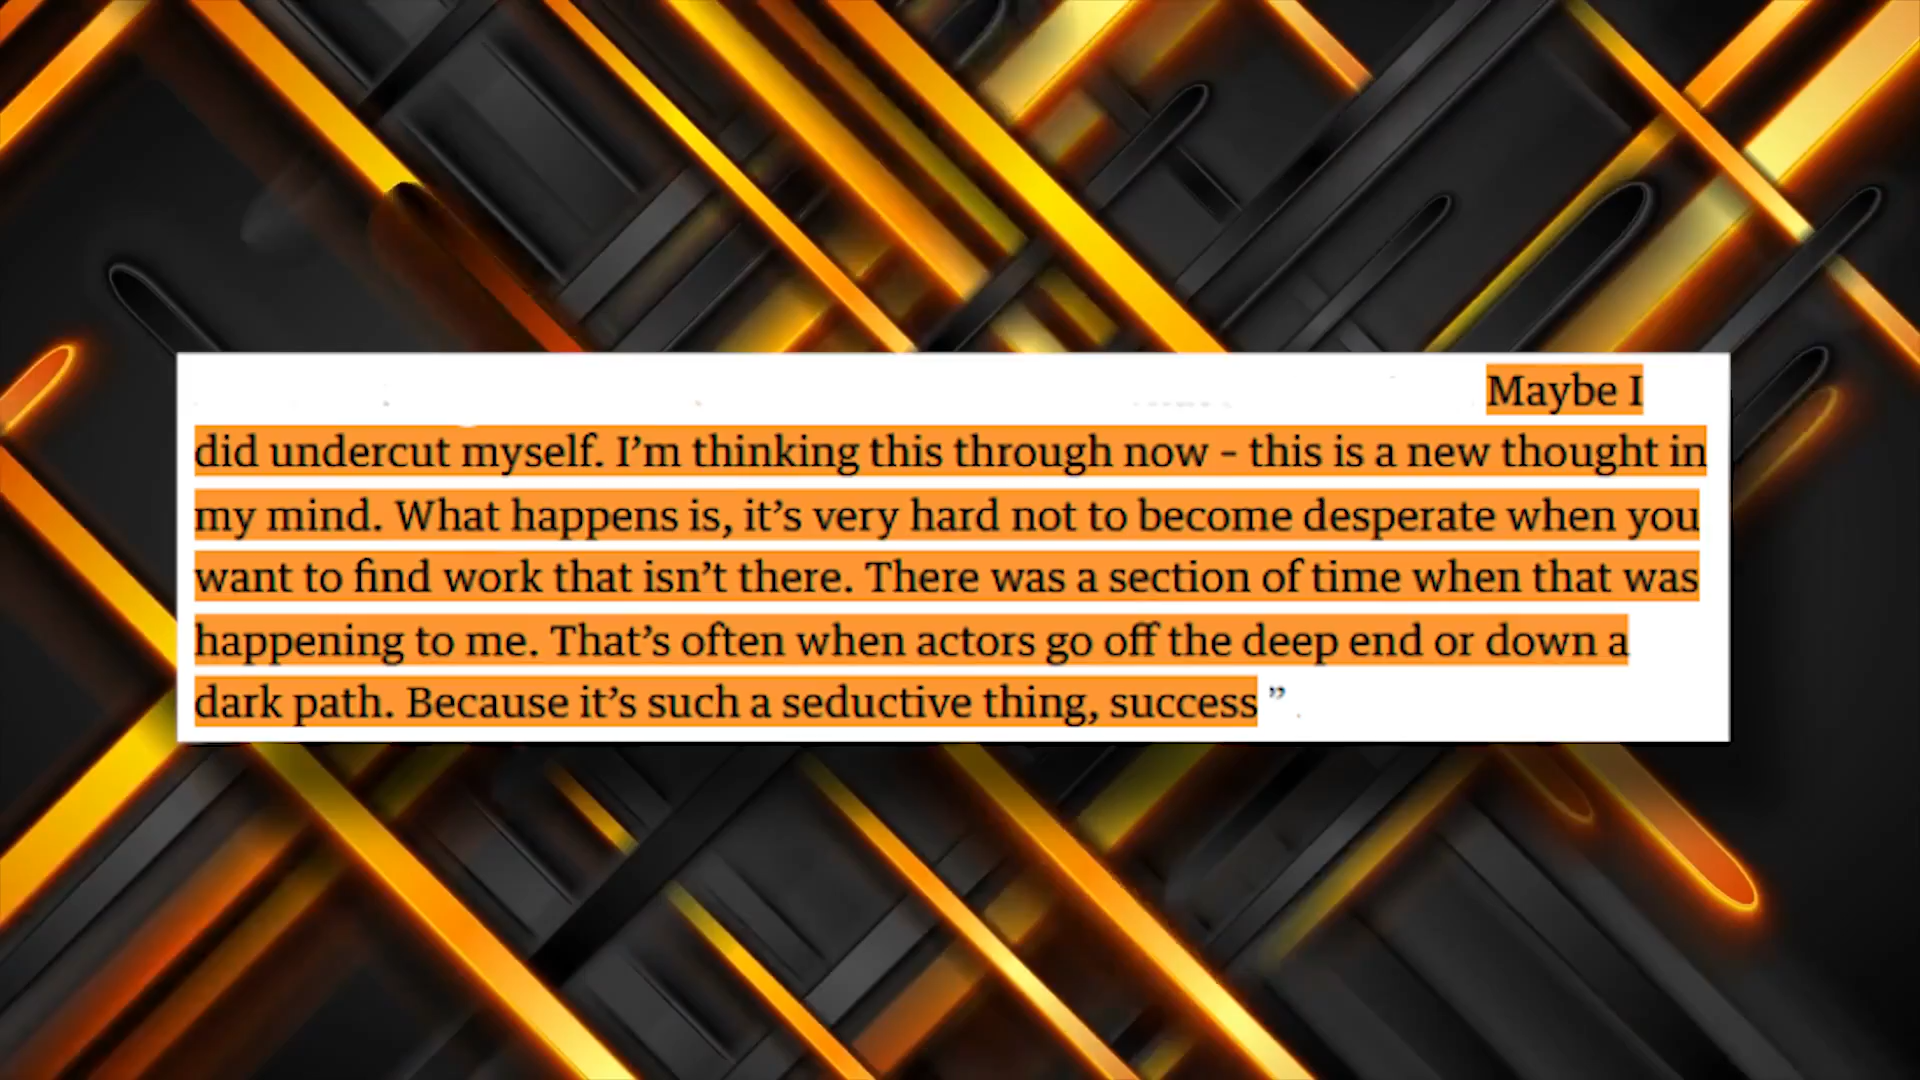 Maybe I
did undercut myself. I’m thinking this through now – this is a new thought in
my mind. What happens is, it’s very hard not to become desperate when you
want to find work that isn’t there. There was a section of time when that was
happening to me. That’s often when actors go off the deep end or down a
dark path. Because it’s such a seductive thing, success ”